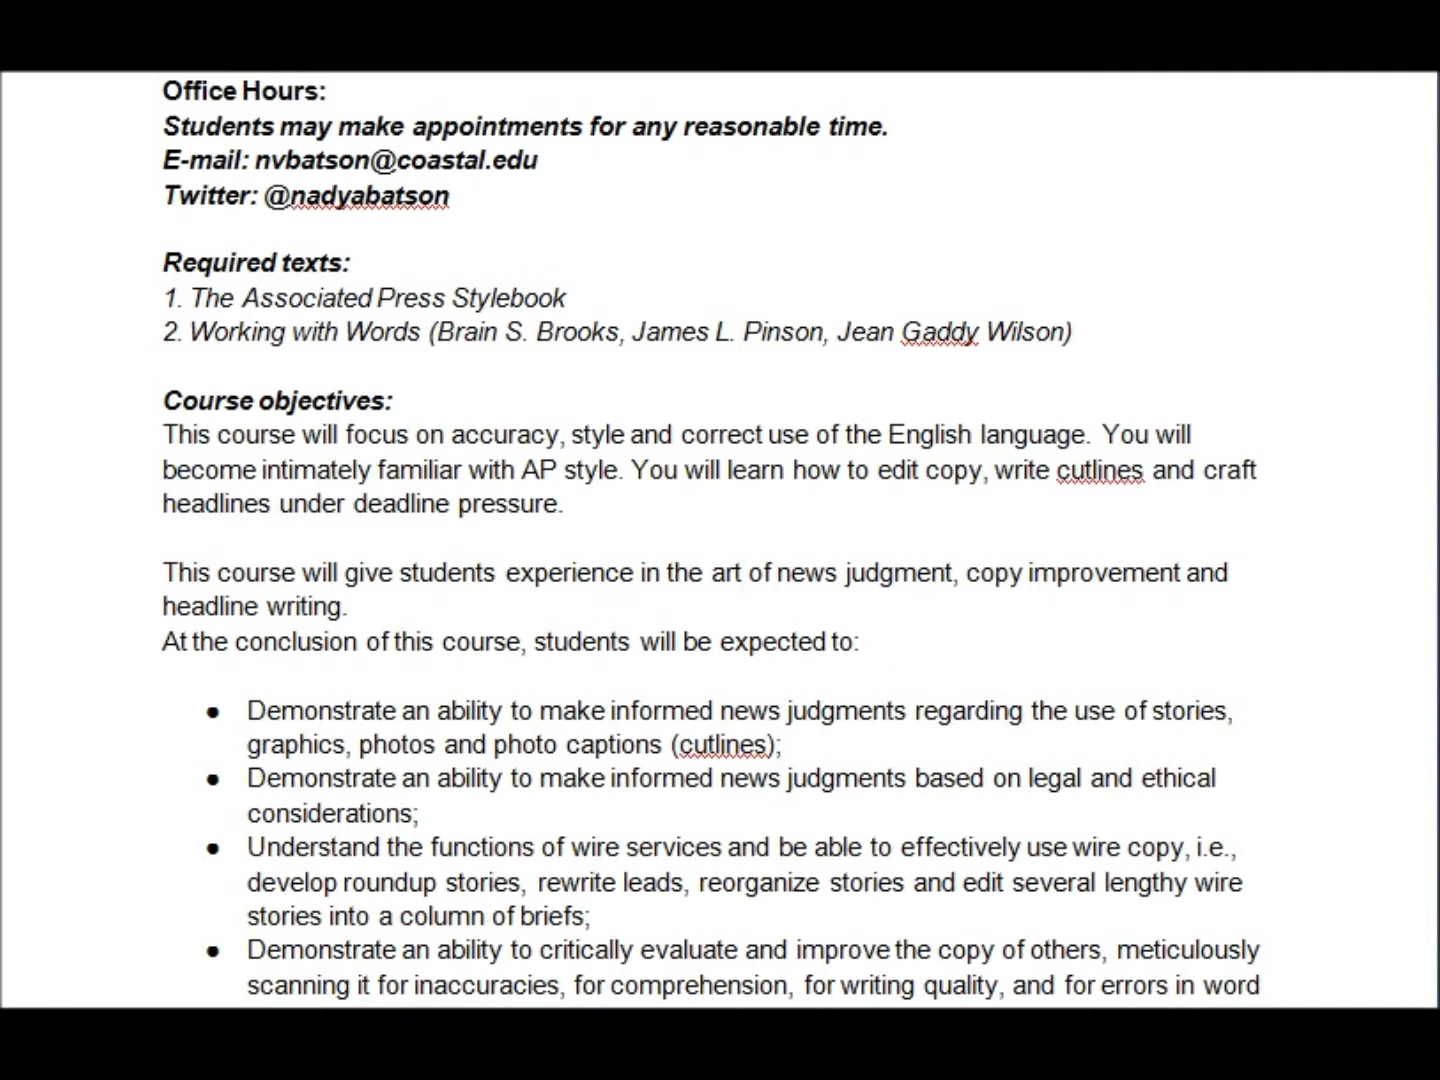 Office Hours:
Students may make appointments for any reasonable time.
E-mail: nvbatson@coastal.edu
Twitter: @nadyabatson
Required texts:
1. The Associated Press Stylebook
2. Working with Words (Brain S. Brooks, James L. Pinson, Jean Gaddy Wilson)
Course objectives:
This course will focus on accuracy, style and correct use of the English language. You will
become intimately familiar with AP style. You will learn how to edit copy, write cutlines and craft
headlines under deadline pressure.
This course will give students experience in the art of news judgment, copy improvement and
headline writing.
At the conclusion of this course, students will be expected to:
● Demonstrate an ability to make informed news judgments regarding the use of stories,
graphics, photos and photo captions (cutlines);
● Demonstrate an ability to make informed news judgments based on legal and ethical
considerations;
● Understand the functions of wire services and be able to effectively use wire copy, i.e.,
develop roundup stories, rewrite leads, reorganize stories and edit several lengthy wire
stories into a column of briefs;
● Demonstrate an ability to critically evaluate and improve the copy of others, meticulously
scanning it for inaccuracies, for comprehension, for writing quality, and for errors in word